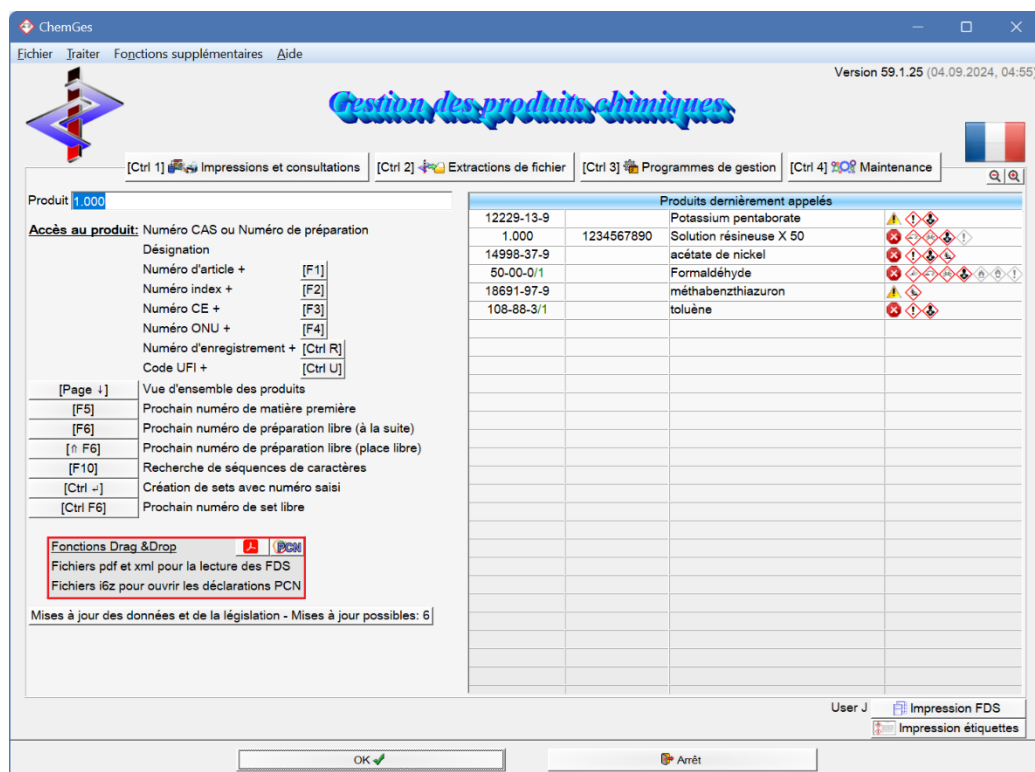 ChemGes
Fichier Traiter Fonctions supplémentaires Aide
Version 59.1.25 (04.09.2024, 04:55)
Gestion des produits chimiques
[Ctrl 1] Impressions et consultations [Ctrl 2] Extractions de fichier [Ctrl 3] Programmes de gestion [Ctrl 4] Maintenance
Produit 1.000
Accès au produit: Numéro CAS ou Numéro de préparation
Désignation
Numéro d'article + [F1]
Numéro index + [F2]
Numéro CE + [F3]
Numéro ONU + [F4]
Numéro d'enregistrement + [Ctrl R]
Code UFI + [Ctrl U]
[Page ↓] Vue d'ensemble des produits
[F5] Prochain numéro de matière première
[F6] Prochain numéro de préparation libre (à la suite)
[⇑ F6] Prochain numéro de préparation libre (place libre)
[F10] Recherche de séquences de caractères
[Ctrl ↵] Création de sets avec numéro saisi
[Ctrl F6] Prochain numéro de set libre
Fonctions Drag &Drop PCN
Fichiers pdf et xml pour la lecture des FDS
Fichiers i6z pour ouvrir les déclarations PCN
Mises à jour des données et de la législation - Mises à jour possibles: 6
Produits dernièrement appelés
12229-13-9 Potassium pentaborate
1.000 1234567890 Solution résineuse X 50
14998-37-9 acétate de nickel
50-00-0/1 Formaldéhyde
18691-97-9 méthabenzthiazuron
108-88-3/1 toluène
User J Impression FDS
Impression étiquettes
OK Arrêt